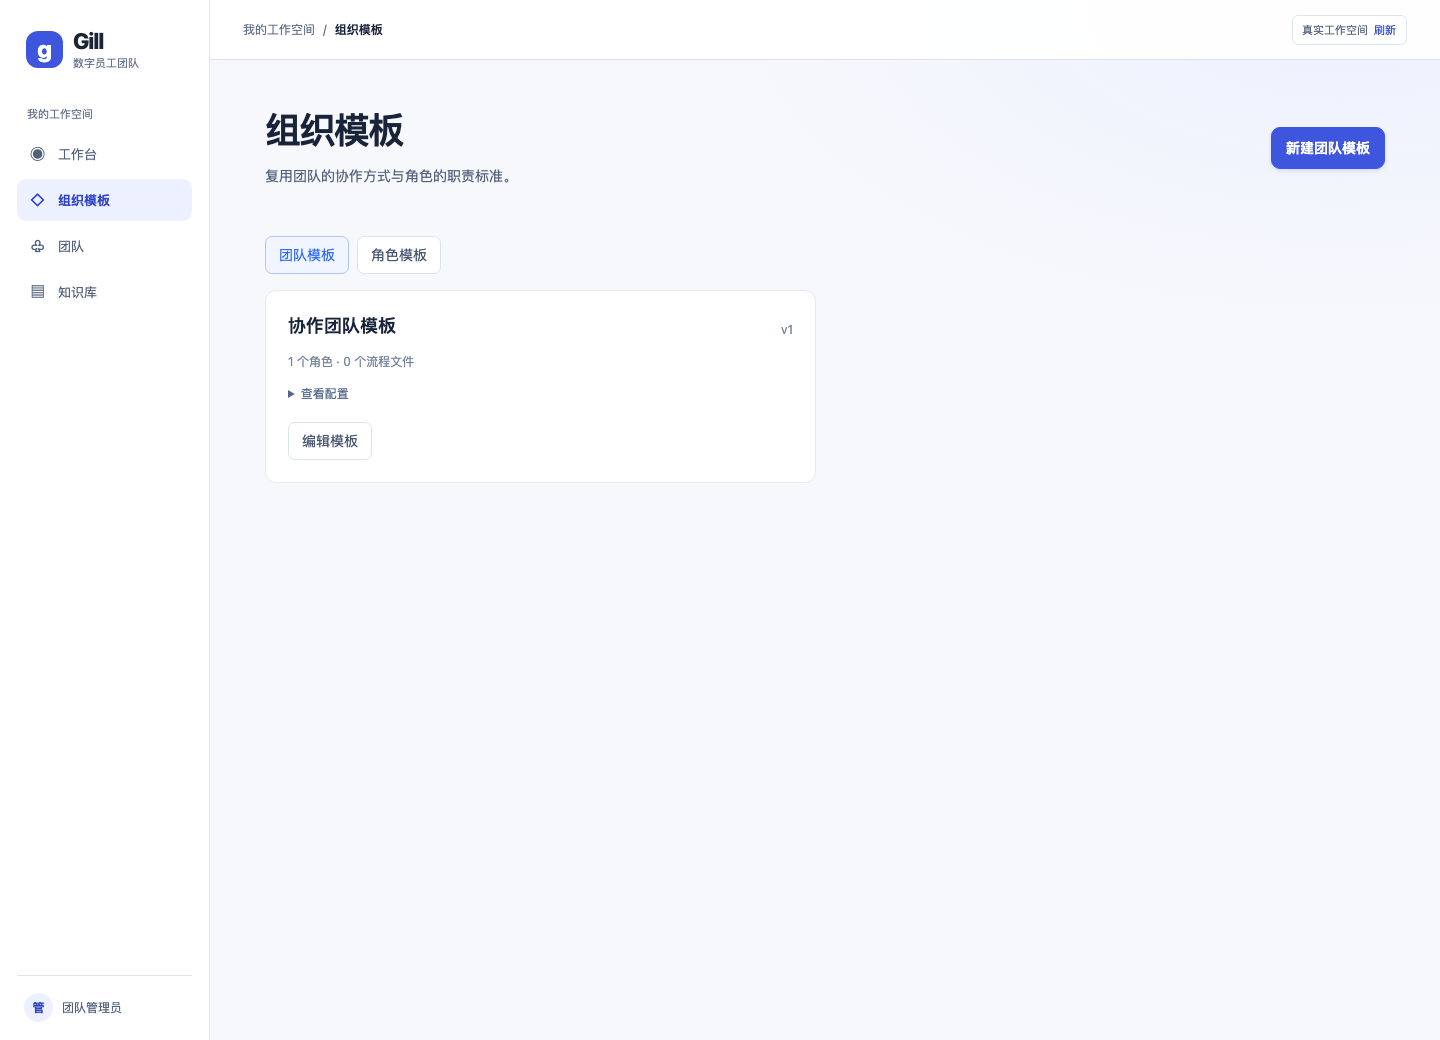 g
Gill
数字员工团队
我的工作空间
工作台
组织模板
团队
知识库
管
团队管理员
我的工作空间 / 组织模板
真实工作空间 刷新
组织模板
复用团队的协作方式与角色的职责标准。
新建团队模板
团队模板
角色模板
协作团队模板
v1
1 个角色 · 0 个流程文件
查看配置
编辑模板